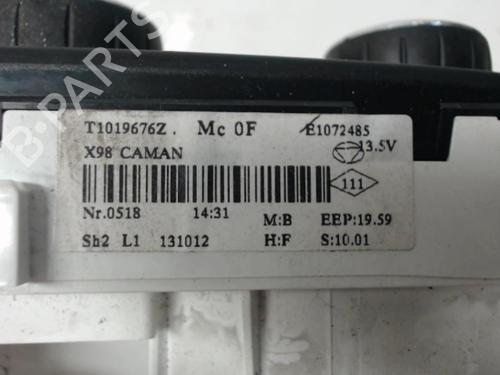 T1019676Z. Mc 0F E1072485
X98 CAMAN 13.5V
111
Nr.0518 14:31 M:B EEP:19.59
Sh2 L1 131012 H:F S:10.01